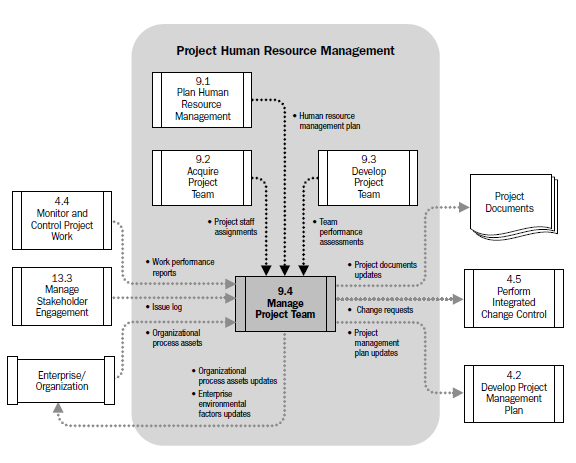 Project Human Resource Management
9.1
Plan Human
Resource
Management
• Human resource
management plan
9.2
Acquire
Project
Team
9.3
Develop
Project
Team
4.4
Monitor and
Control Project
Work
Project
Documents
• Project staff
assignments
• Team
performance
assessments
• Work performance
reports
• Project documents
updates
13.3
Manage
Stakeholder
Engagement
• Issue log
9.4
Manage
Project Team
• Change requests
4.5
Perform
Integrated
Change Control
• Organizational
process assets
• Project
management
plan updates
Enterprise/
Organization
• Organizational
process assets updates
• Enterprise
environmental
factors updates
4.2
Develop Project
Management
Plan